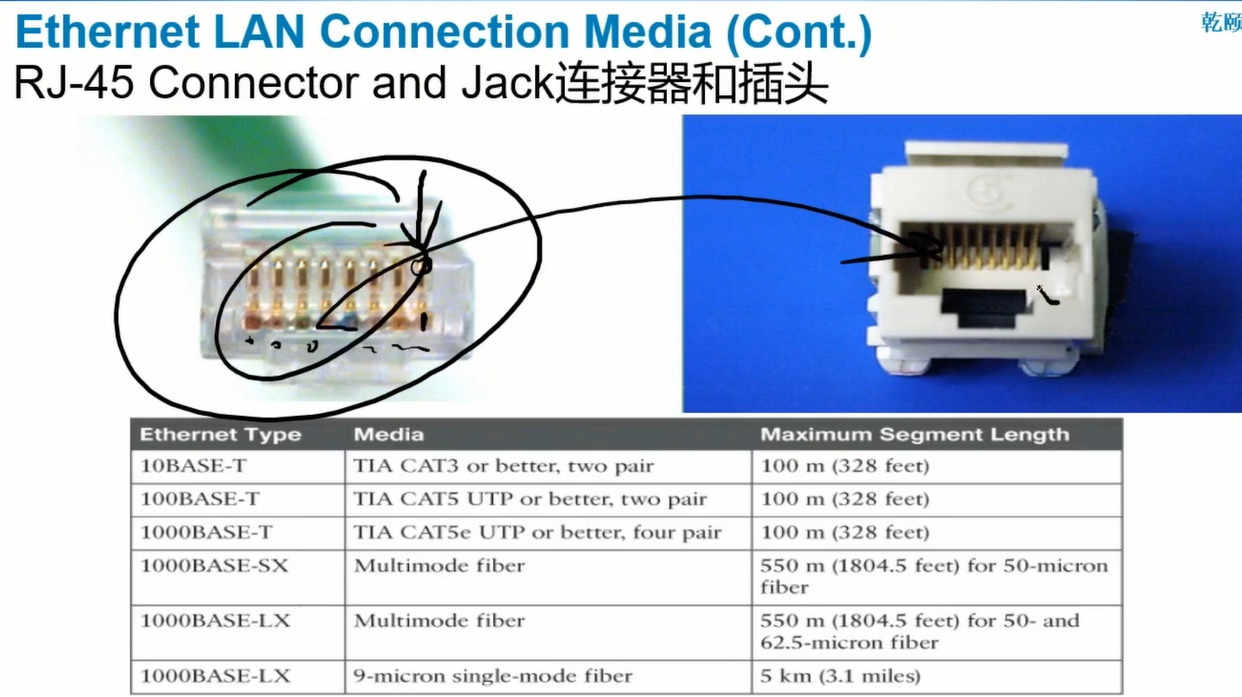 Ethernet LAN Connection Media (Cont.)
乾颐
RJ-45 Connector and Jack连接器和插头
Ethernet Type Media Maximum Segment Length
10BASE-T TIA CAT3 or better, two pair 100 m (328 feet)
100BASE-T TIA CAT5 UTP or better, two pair 100 m (328 feet)
1000BASE-T TIA CAT5e UTP or better, four pair 100 m (328 feet)
1000BASE-SX Multimode fiber 550 m (1804.5 feet) for 50-micron
fiber
1000BASE-LX Multimode fiber 550 m (1804.5 feet) for 50- and
62.5-micron fiber
1000BASE-LX 9-micron single-mode fiber 5 km (3.1 miles)